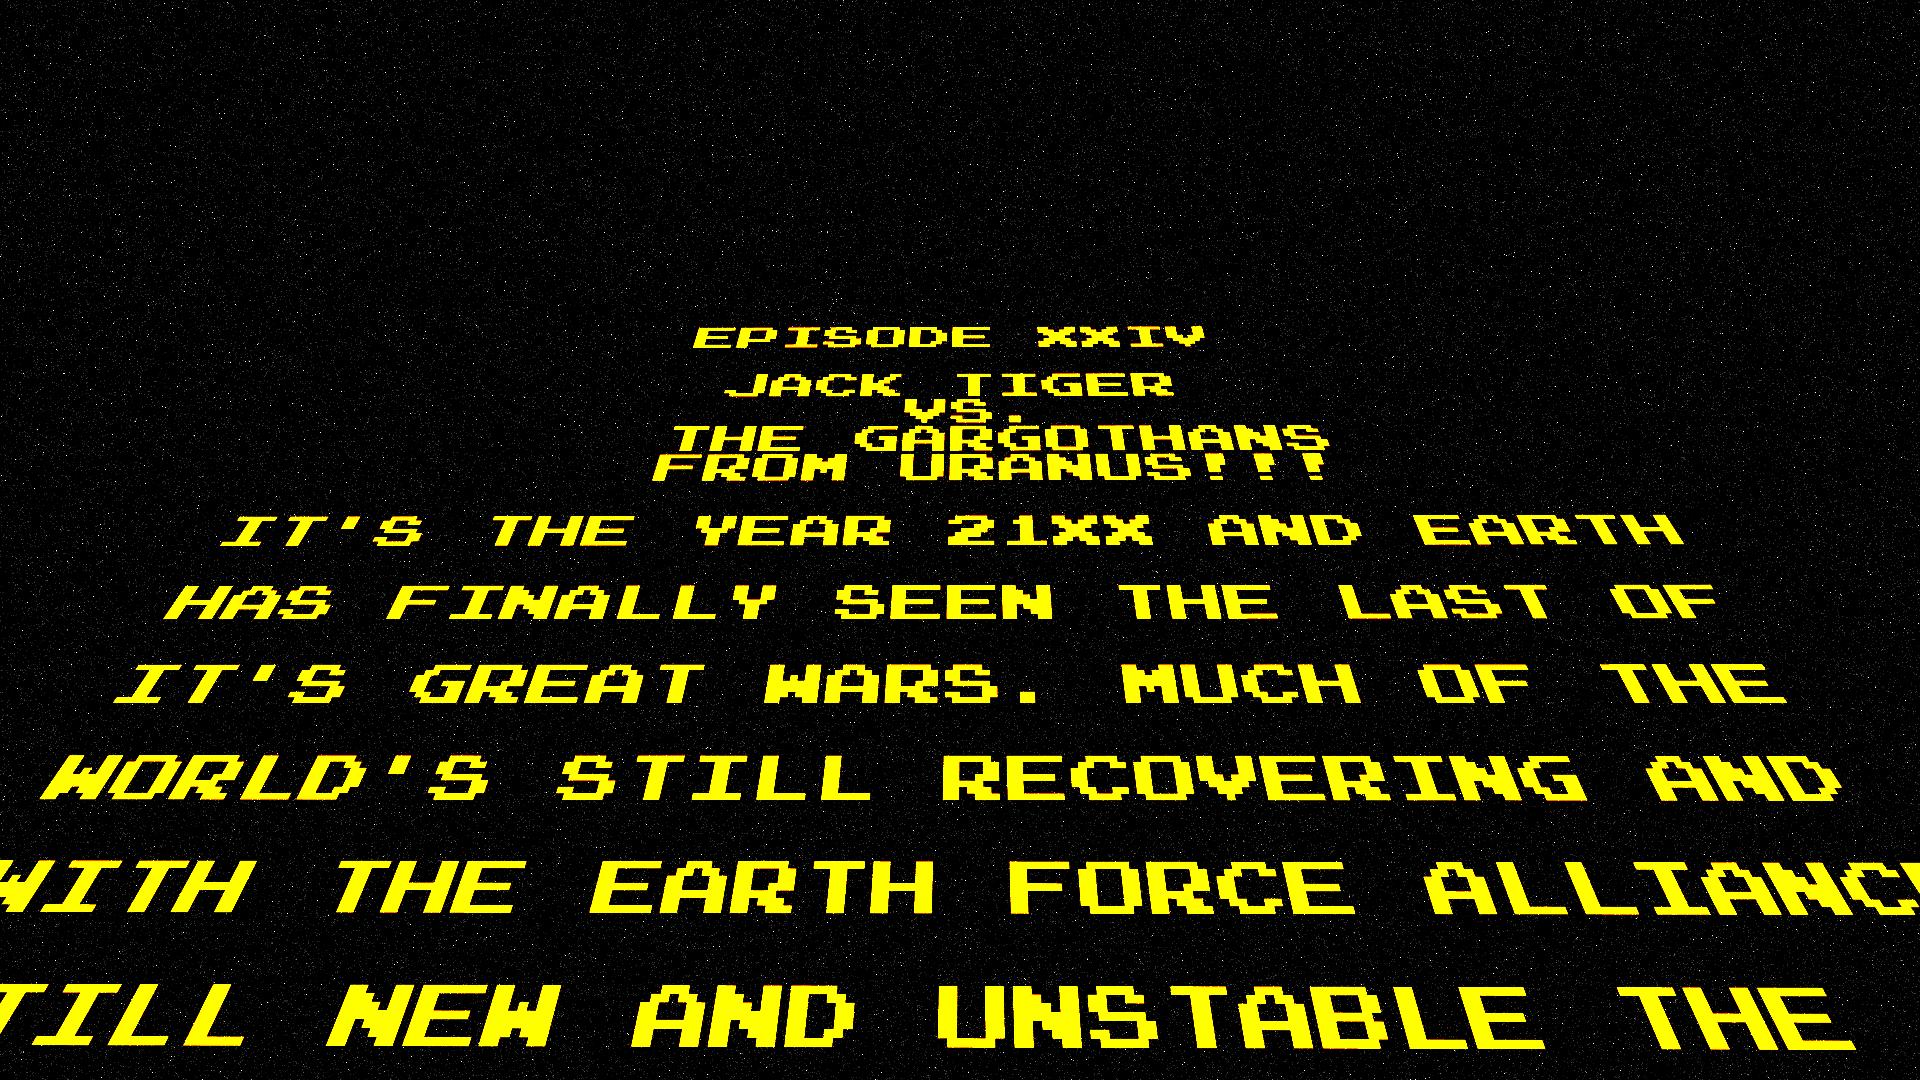 EPISODE XXIV
JACK TIGER
VS.
THE GARGOTHANS
FROM URANUS!!!
IT'S THE YEAR 21XX AND EARTH
HAS FINALLY SEEN THE LAST OF
IT'S GREAT WARS. MUCH OF THE
WORLD'S STILL RECOVERING AND
WITH THE EARTH FORCE ALLIANCE
TILL NEW AND UNSTABLE THE